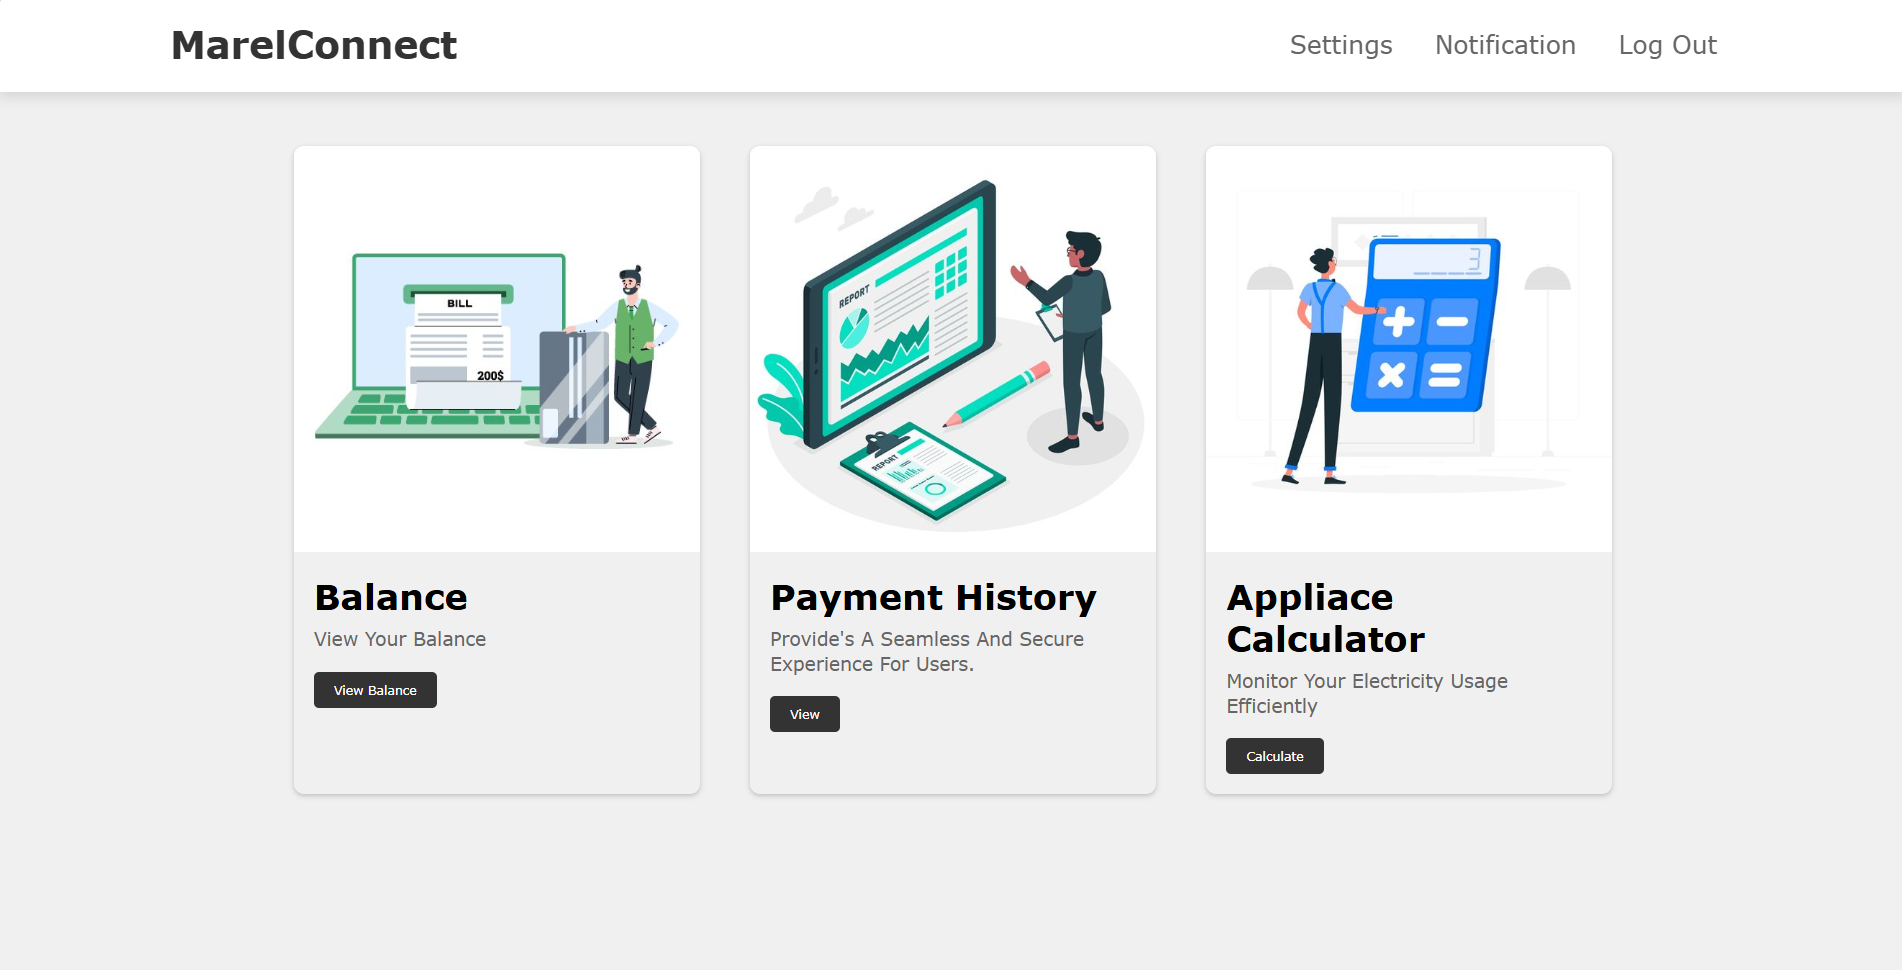 MarelConnect
Settings
Notification
Log Out
BILL
200$
REPORT
REPORT
3
Balance
View Your Balance
View Balance
Payment History
Provide's A Seamless And Secure
Experience For Users.
View
Appliace
Calculator
Monitor Your Electricity Usage
Efficiently
Calculate